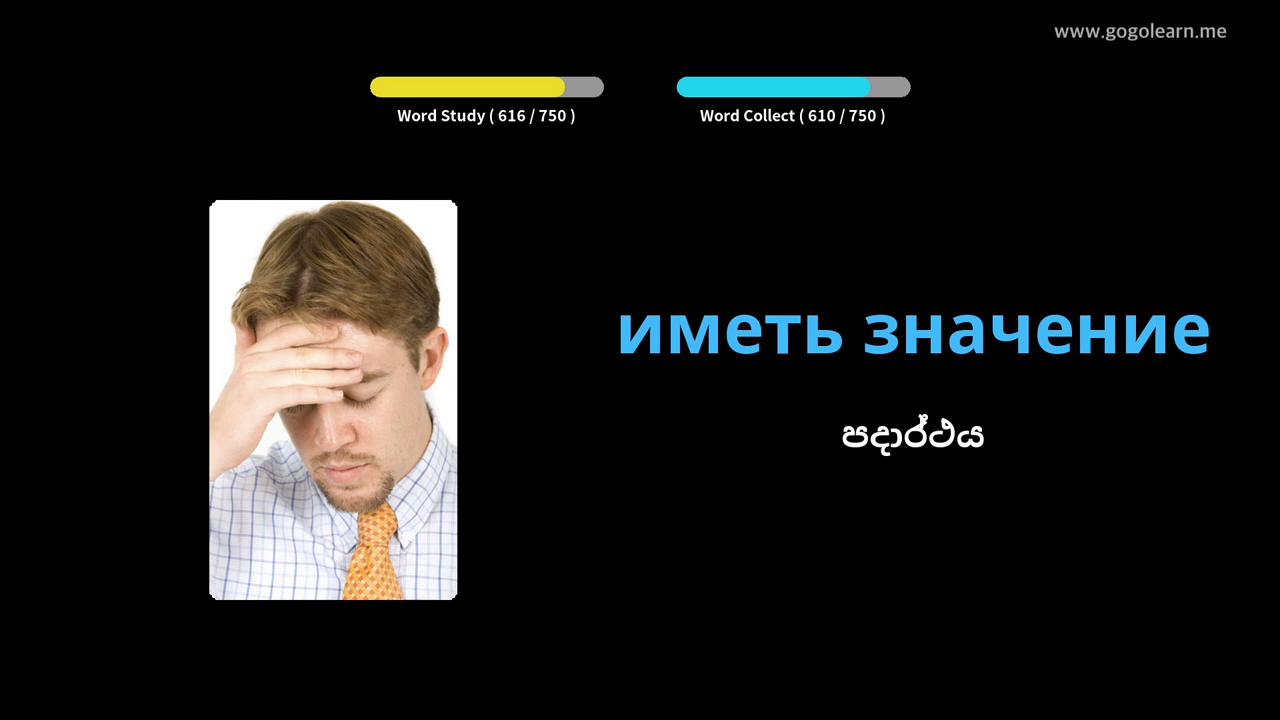 www.gogolearn.me
Word Study ( 616 / 750 )
Word Collect ( 610 / 750 )
иметь значение
පදාර්ථය